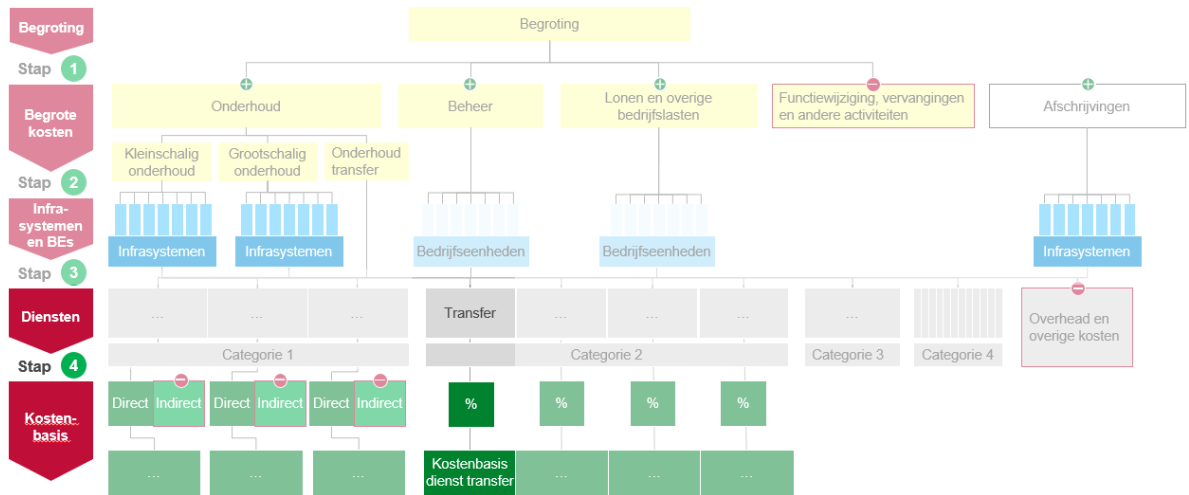 Begroting
Begroting
Stap 1
Begrote
kosten
Onderhoud
Beheer
Lonen en overige
bedrijfslasten
Functiewijziging, vervangingen
en andere activiteiten
Afschrijvingen
Kleinschalig
onderhoud
Grootschalig
onderhoud
Onderhoud
transfer
Stap 2
Infra-
systemen
en BEs
Infrasystemen
Infrasystemen
Bedrijfseenheden
Bedrijfseenheden
Infrasystemen
Stap 3
Diensten
...
...
...
Transfer
...
...
...
...
Overhead en
overige kosten
Categorie 1
Categorie 2
Categorie 3
Categorie 4
Stap 4
Kosten-
basis
Direct
Indirect
Direct
Indirect
Direct
Indirect
%
%
%
%
...
...
...
Kostenbasis
dienst transfer
...
...
...